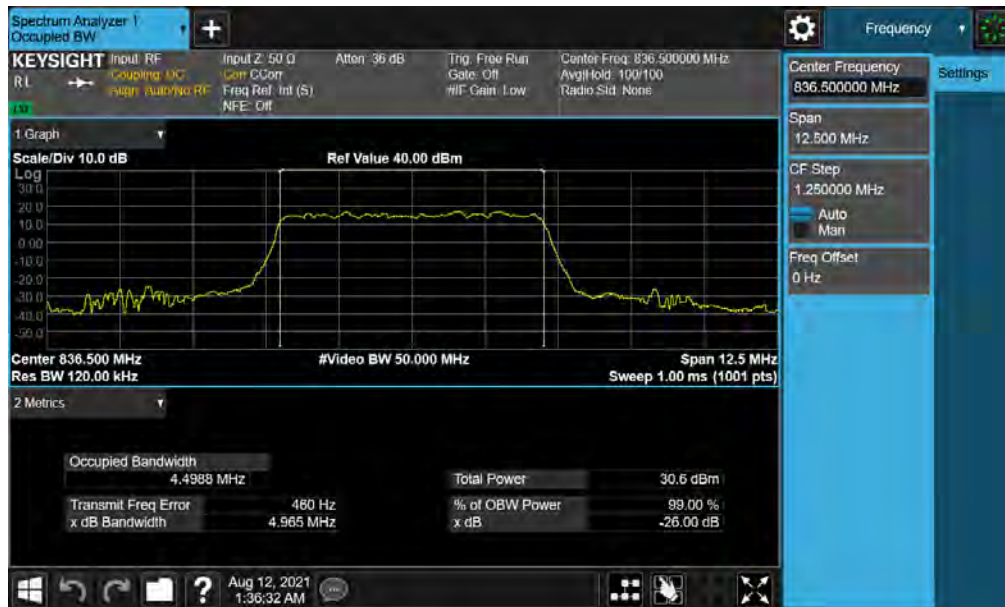 Spectrum Analyzer 1
Occupied BW
+
Frequency
KEYSIGHT Input: RF Input Z: 50 Ω Atten: 36 dB Trig: Free Run Center Freq: 836.500000 MHz
R L Coupling: DC Corr CCorr Gate: Off Avg|Hold: 100/100
Align: Auto/No RF Freq Ref: Int (S) #IF Gain: Low Radio Std: None
NFE: Off
Center Frequency
836.500000 MHz
Settings
Span
12.500 MHz
CF Step
1.250000 MHz
Auto
Man
Freq Offset
0 Hz
1 Graph
Scale/Div 10.0 dB Ref Value 40.00 dBm
Log
30.0
20.0
10.0
0.00
-10.0
-20.0
-30.0
-40.0
-50.0
Center 836.500 MHz #Video BW 50.000 MHz Span 12.5 MHz
Res BW 120.00 kHz Sweep 1.00 ms (1001 pts)
2 Metrics
Occupied Bandwidth
4.4988 MHz Total Power 30.6 dBm
Transmit Freq Error 460 Hz % of OBW Power 99.00 %
x dB Bandwidth 4.965 MHz x dB -26.00 dB
? Aug 12, 2021
1:36:32 AM